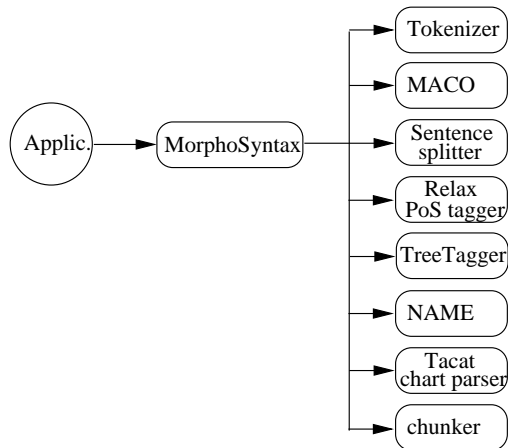 Applic.
MorphoSyntax
Tokenizer
MACO
Sentence
splitter
Relax
PoS tagger
TreeTagger
NAME
Tacat
chart parser
chunker